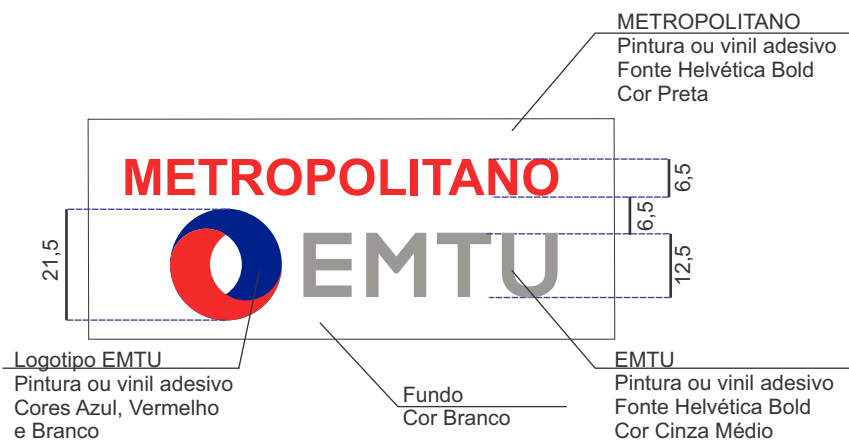 METROPOLITANO
Pintura ou vinil adesivo
Fonte Helvética Bold
Cor Preta
METROPOLITANO
6,5
6,5
21,5
EMTU
12,5
Logotipo EMTU
Pintura ou vinil adesivo
Cores Azul, Vermelho
e Branco
Fundo
Cor Branco
EMTU
Pintura ou vinil adesivo
Fonte Helvética Bold
Cor Cinza Médio